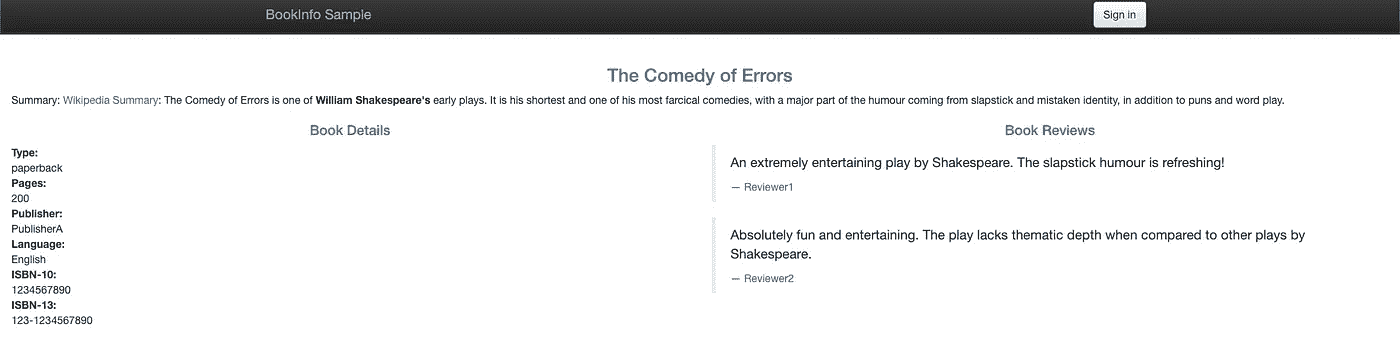 BookInfo Sample
Sign in
The Comedy of Errors
Summary: Wikipedia Summary: The Comedy of Errors is one of William Shakespeare's early plays. It is his shortest and one of his most farcical comedies, with a major part of the humour coming from slapstick and mistaken identity, in addition to puns and word play.
Book Details
Type:
paperback
Pages:
200
Publisher:
PublisherA
Language:
English
ISBN-10:
1234567890
ISBN-13:
123-1234567890
Book Reviews
An extremely entertaining play by Shakespeare. The slapstick humour is refreshing!
— Reviewer1
Absolutely fun and entertaining. The play lacks thematic depth when compared to other plays by
Shakespeare.
— Reviewer2